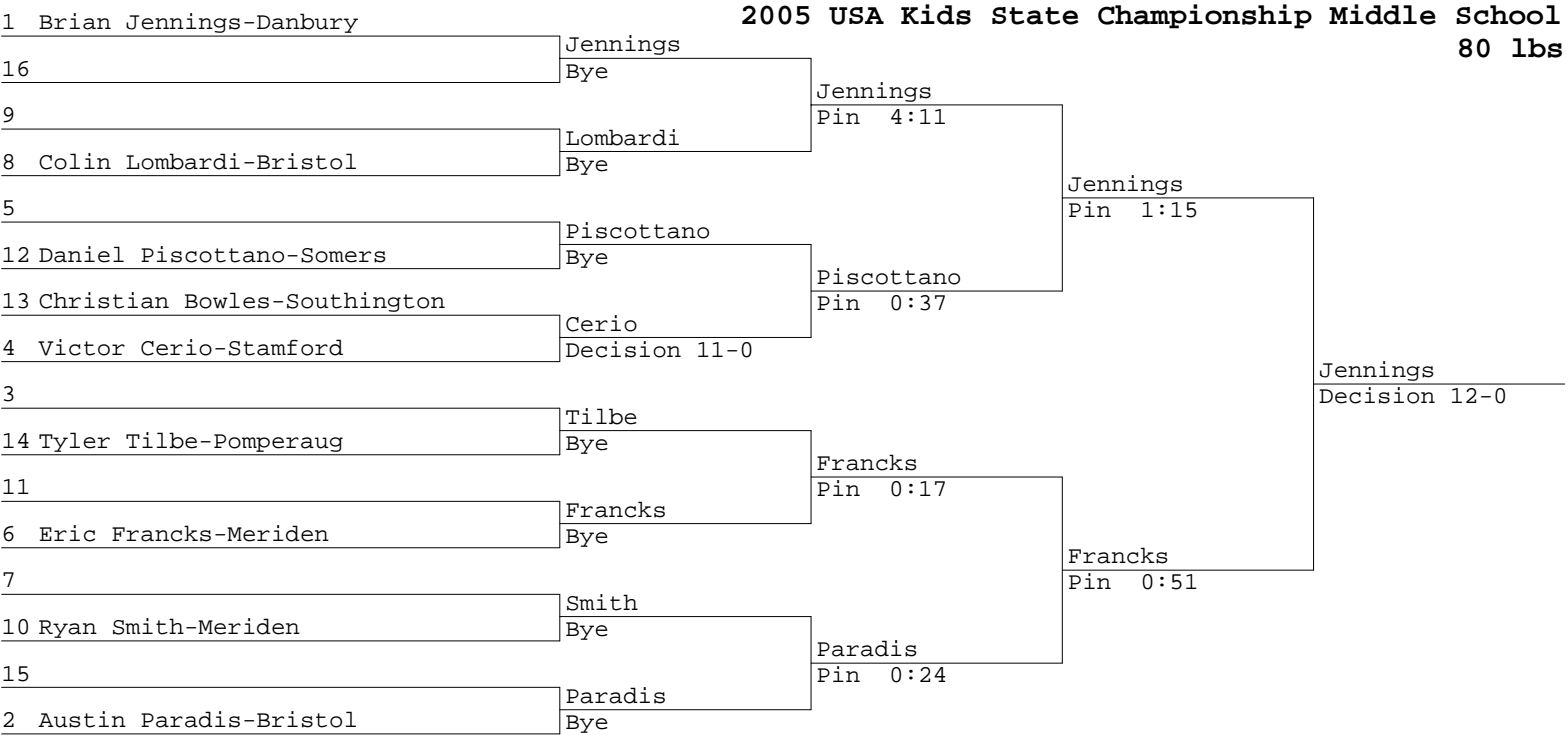 2005 USA Kids State Championship Middle School
80 lbs
1 Brian Jennings-Danbury
16
9
8 Colin Lombardi-Bristol
5
12 Daniel Piscottano-Somers
13 Christian Bowles-Southington
4 Victor Cerio-Stamford
3
14 Tyler Tilbe-Pomperaug
11
6 Eric Francks-Meriden
7
10 Ryan Smith-Meriden
15
2 Austin Paradis-Bristol
Jennings
Bye
Lombardi
Bye
Piscottano
Bye
Cerio
Decision 11-0
Tilbe
Bye
Francks
Bye
Smith
Bye
Paradis
Bye
Jennings
Pin 4:11
Piscottano
Pin 0:37
Francks
Pin 0:17
Paradis
Pin 0:24
Jennings
Pin 1:15
Francks
Pin 0:51
Jennings
Decision 12-0